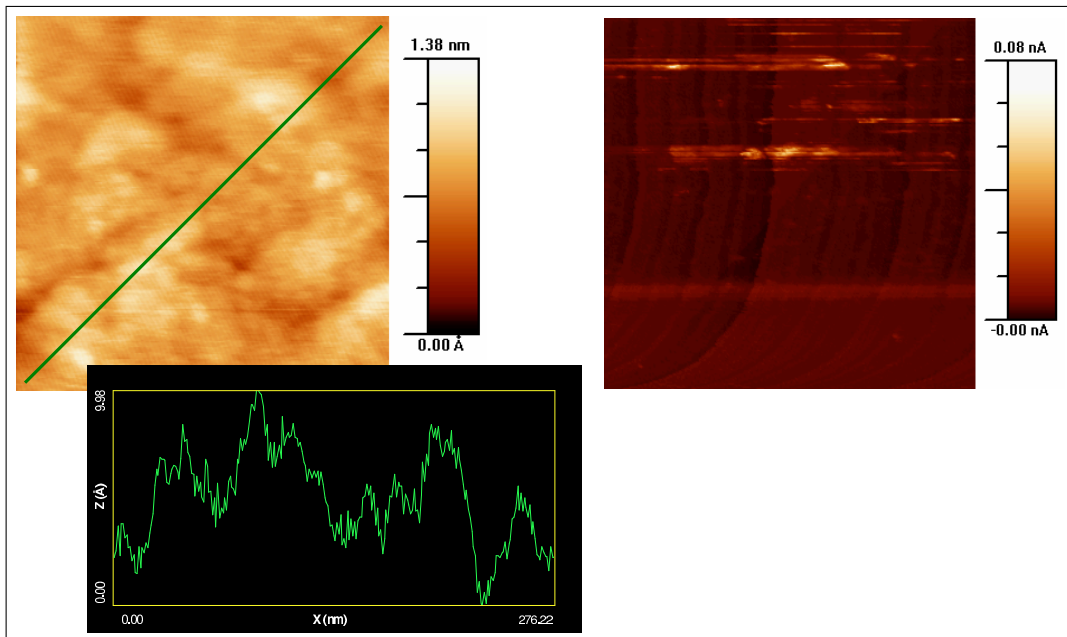 1.38 nm
0.00 Å
0.08 nA
-0.00 nA
9.98
Z (Å)
0.00
0.00 X (nm) 276.22